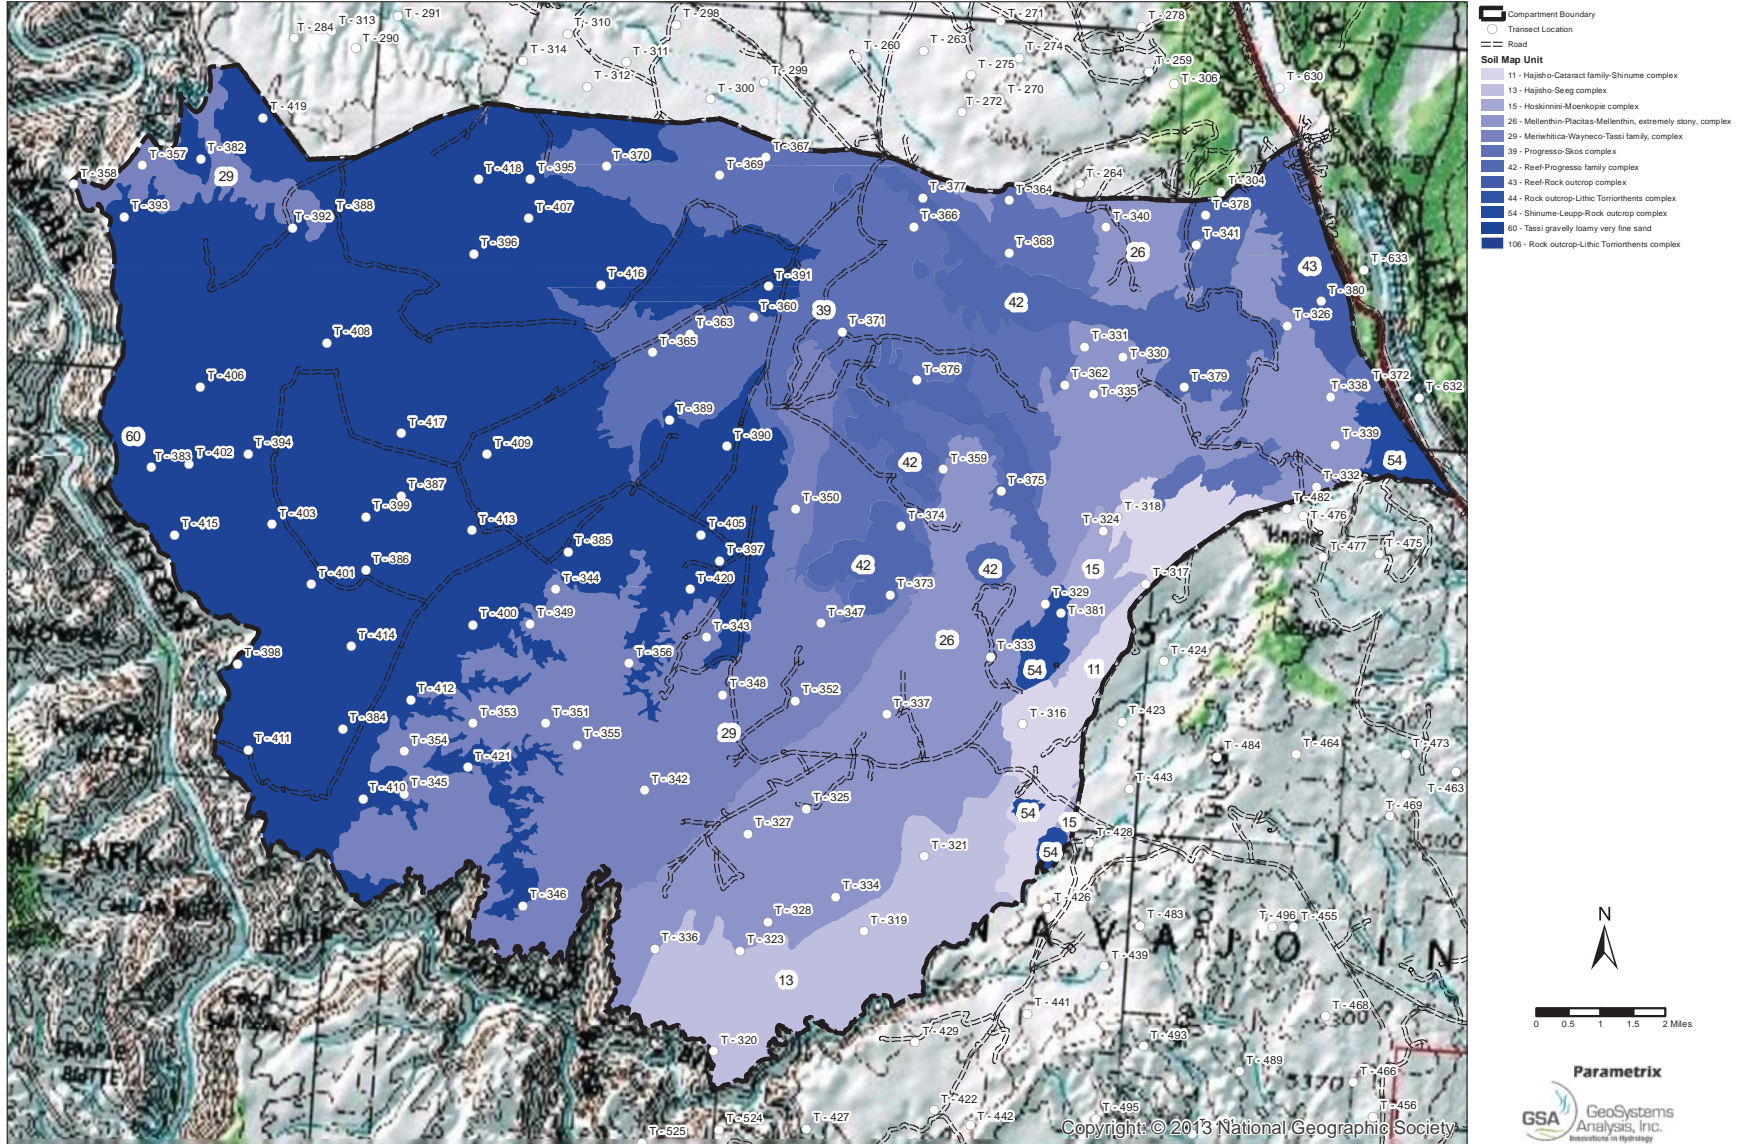 T - 291
T - 313
T - 284
T - 290
T - 310
T - 298
T - 314
T - 311
T - 312
T - 299
T - 300
T - 260
T - 263
T - 271
T - 274
T - 275
T - 270
T - 272
T - 278
T - 259
T - 306
T - 630
T - 419
T - 357
T - 382
T - 358
29
T - 393
T - 392
T - 388
T - 418
T - 395
T - 370
T - 369
T - 367
T - 407
T - 396
T - 416
T - 391
T - 360
T - 377
T - 366
T - 364
T - 264
T - 304
T - 378
T - 340
T - 341
T - 368
26
43
T - 633
T - 380
T - 326
42
39
T - 371
T - 363
T - 365
T - 408
T - 406
T - 331
T - 330
T - 362
T - 335
T - 376
T - 379
T - 372
T - 338
T - 632
T - 389
T - 390
T - 417
T - 409
60
T - 383
T - 402
T - 394
T - 339
54
T - 332
42
T - 359
T - 375
T - 387
T - 399
T - 403
T - 415
T - 413
T - 350
T - 374
T - 318
T - 324
T - 482
T - 476
T - 477
T - 475
T - 405
T - 397
T - 385
T - 386
T - 401
T - 344
T - 420
42
42
15
T - 317
T - 373
T - 329
T - 381
T - 347
T - 400
T - 349
T - 343
T - 414
T - 398
T - 356
26
T - 333
54
11
T - 424
T - 412
T - 348
T - 352
T - 337
T - 316
T - 423
T - 384
T - 353
T - 351
T - 355
T - 354
29
T - 411
T - 421
T - 484
T - 464
T - 473
T - 463
T - 410
T - 345
T - 342
T - 443
T - 325
T - 327
54
15
54
T - 428
T - 469
T - 321
T - 346
T - 334
T - 328
T - 319
T - 336
T - 323
T - 426
T - 483
T - 496
T - 455
NAVAJO IN
13
T - 439
T - 320
T - 441
T - 429
T - 468
T - 493
T - 489
T - 466
5370
T - 422
T - 442
T - 495
T - 456
T - 524
T - 525
T - 427
Copyright: © 2013 National Geographic Society
Compartment Boundary
Transect Location
Road
Soil Map Unit
11 - Hajisho-Cataract family-Shinume complex
13 - Hajisho-Seeg complex
15 - Hoskinnini-Moenkopie complex
26 - Mellenthin-Placitas-Mellenthin, extremely stony, complex
29 - Meriwhitica-Wayneco-Tassi family, complex
39 - Progresso-Skos complex
42 - Reef-Progresso family complex
43 - Reef-Rock outcrop complex
44 - Rock outcrop-Lithic Torriorthents complex
54 - Shinume-Leupp-Rock outcrop complex
60 - Tassi gravelly loamy very fine sand
106 - Rock outcrop-Lithic Torriorthents complex
N
0 0.5 1 1.5 2 Miles
Parametrix
GSA GeoSystems
Analysis, Inc.
Innovations in Hydrology